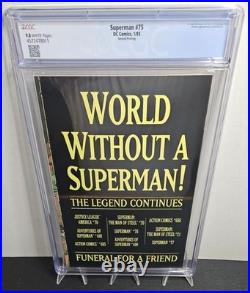 CGC
Superman #75
DC Comics, 1/93
Second Printing
9.8 WHITE Pages
WORLD
WITHOUT A
SUPERMAN!
THE LEGEND CONTINUES
JUSTICE LEAGUE
AMERICA #70
ADVENTURES OF
SUPERMAN #498
ACTION COMICS #685
SUPERMAN:
THE MAN OF STEEL #20
SUPERMAN #76
ADVENTURES OF
SUPERMAN #499
ACTION COMICS #686
SUPERMAN:
THE MAN OF STEEL #21
SUPERMAN #77
FUNERAL FOR A FRIEND